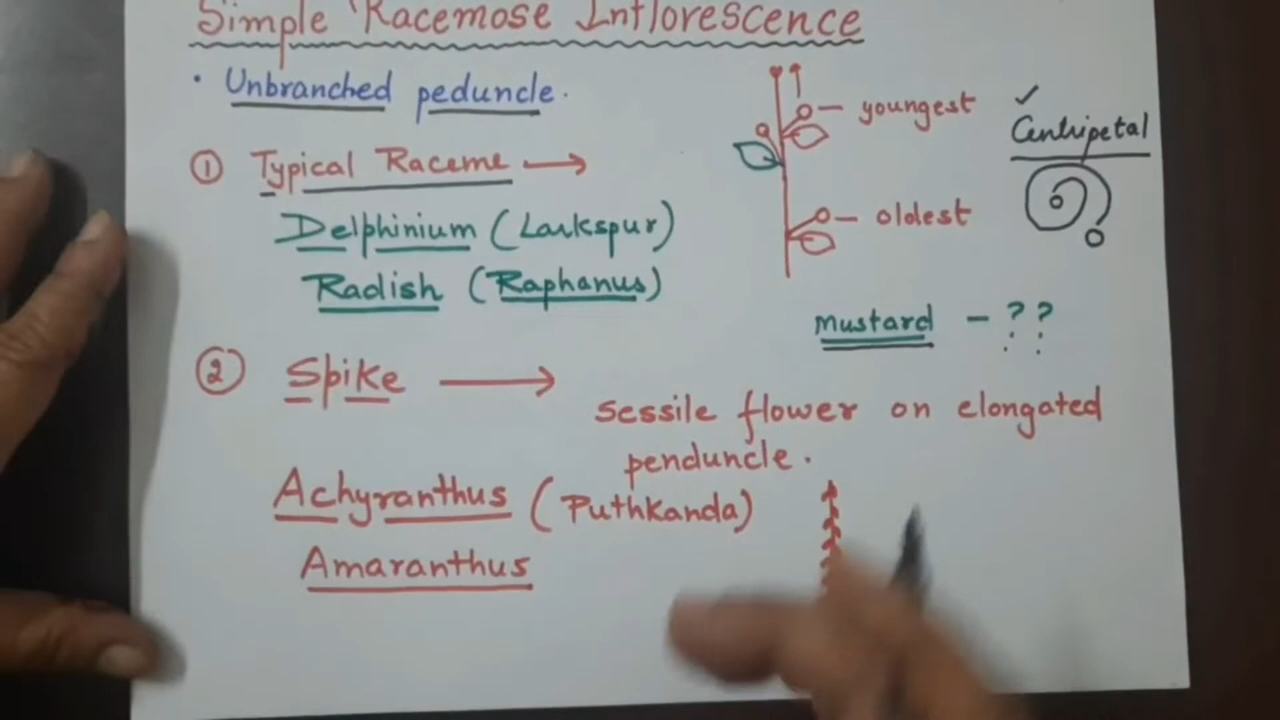 Simple Racemose Inflorescence
• Unbranched peduncle.
① Typical Raceme →
Delphinium (Larkspur)
Radish (Raphanus)
youngest
oldest
✓
Centripetal
Mustard - ??
② Spike →
sessile flower on elongated
penduncle.
Achyranthus (Puthkanda)
Amaranthus